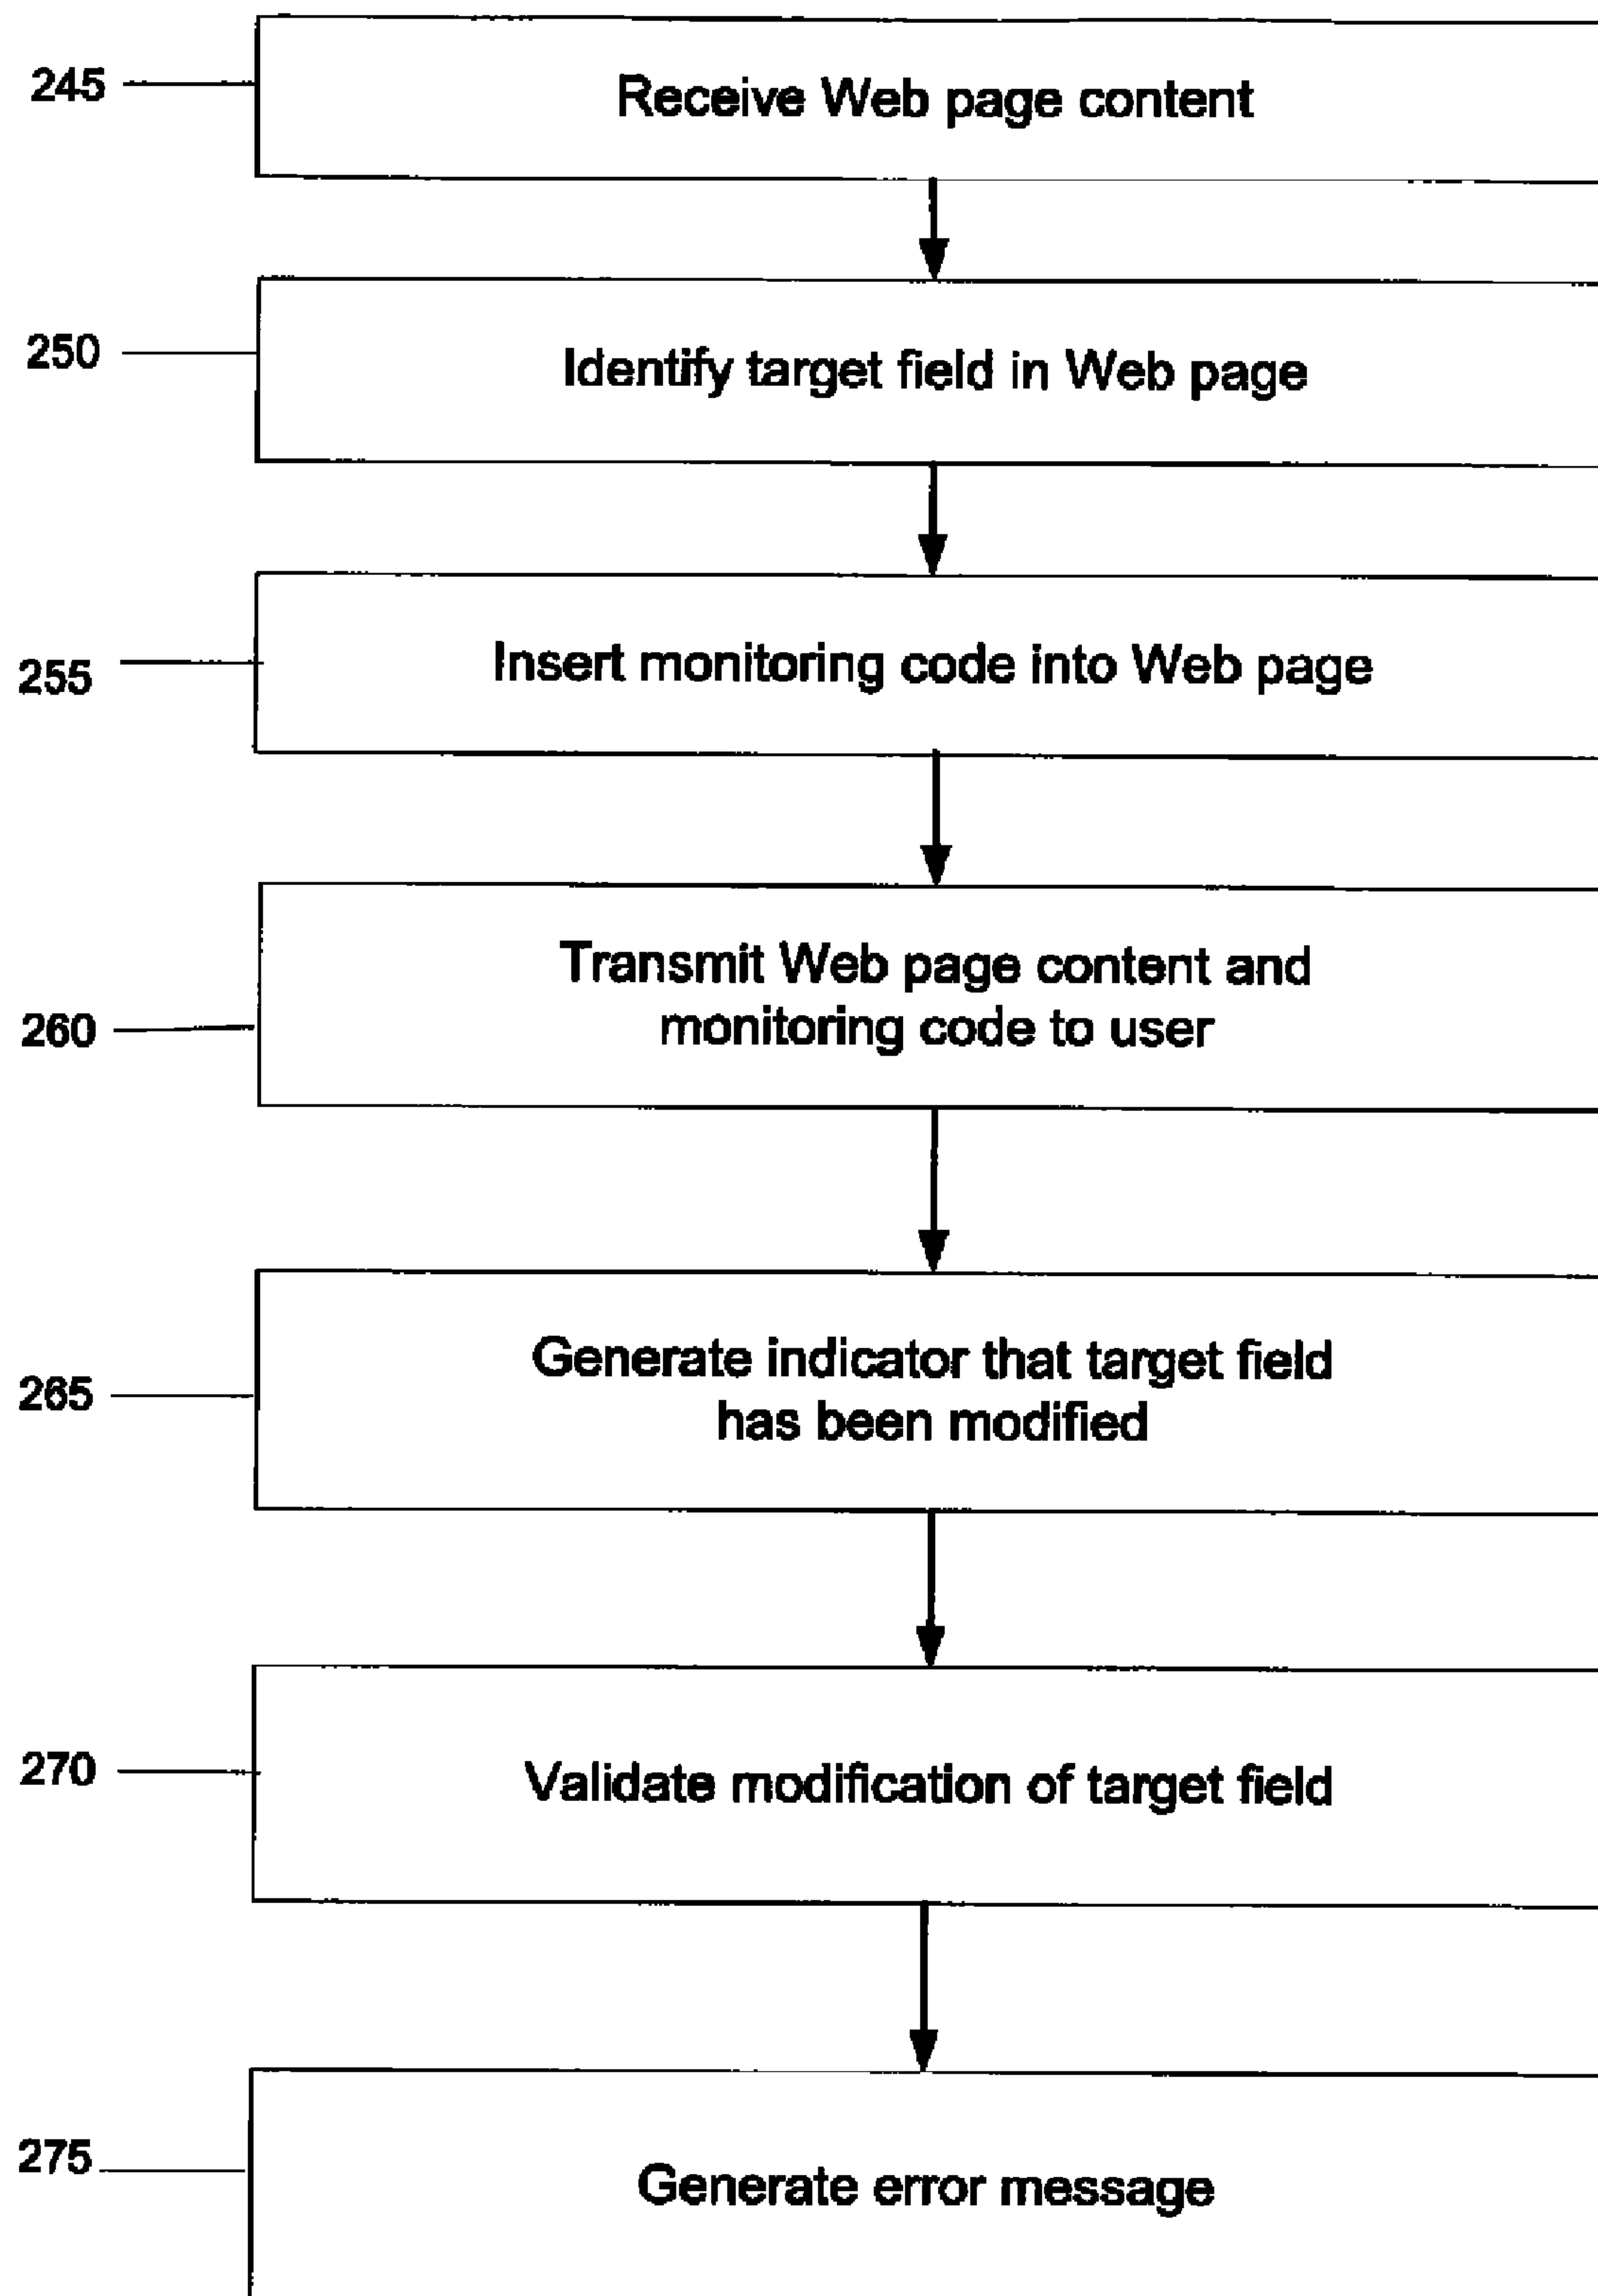 245
Receive Web page content
250
Identify target field in Web page
255
Insert monitoring code into Web page
Transmit Web page content and
260
monitoring code to user
Generate indicator that target field
265
has been modified
270
Validate modification of target field
275
Generate error message